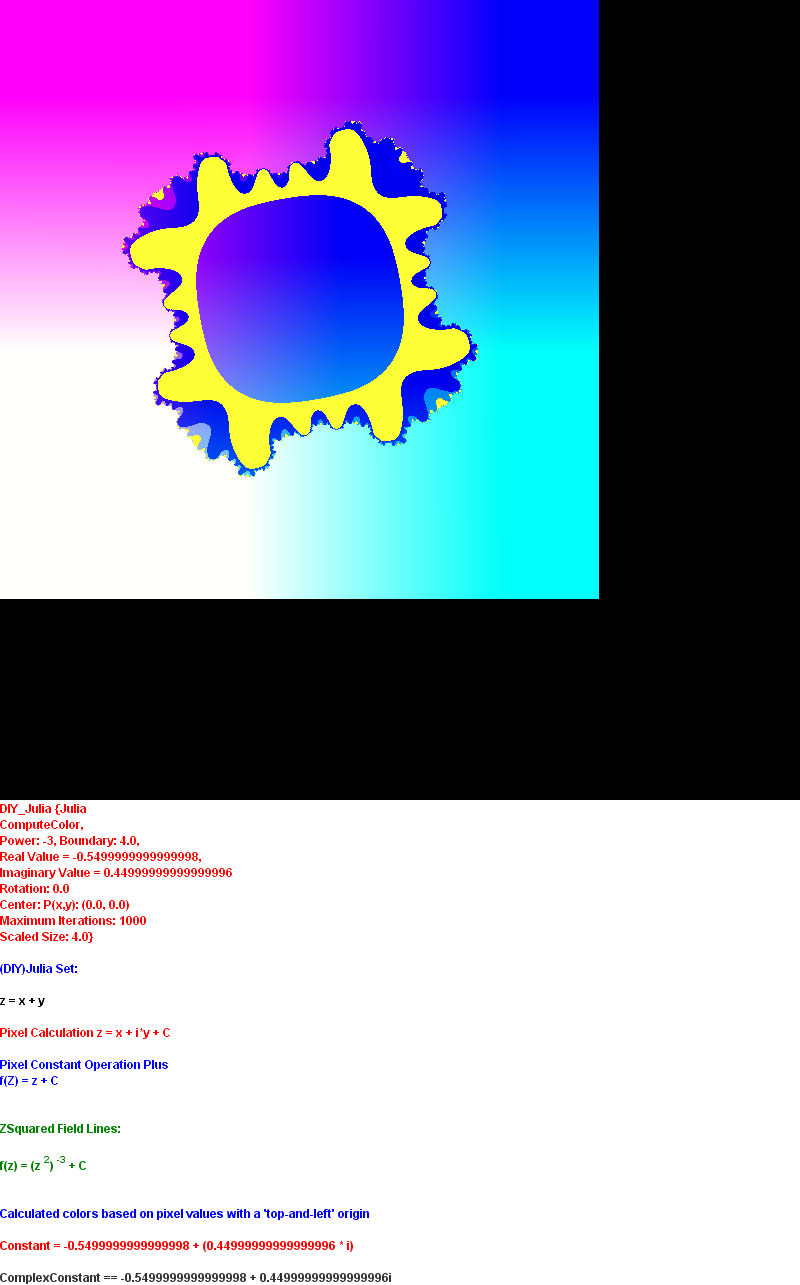 DIY_Julia {Julia
ComputeColor,
Power: -3, Boundary: 4.0,
Real Value = -0.5499999999999998,
Imaginary Value = 0.44999999999999996
Rotation: 0.0
Center: P(x,y): (0.0, 0.0)
Maximum Iterations: 1000
Scaled Size: 4.0}
(DIY)Julia Set:
z = x + y
Pixel Calculation z = x + i*y + C
Pixel Constant Operation Plus
f(Z) = z + C
ZSquared Field Lines:
f(z) = (z ²) ⁻³ + C
Calculated colors based on pixel values with a 'top-and-left' origin
Constant = -0.5499999999999998 + (0.44999999999999996 * i)
ComplexConstant == -0.5499999999999998 + 0.44999999999999996i